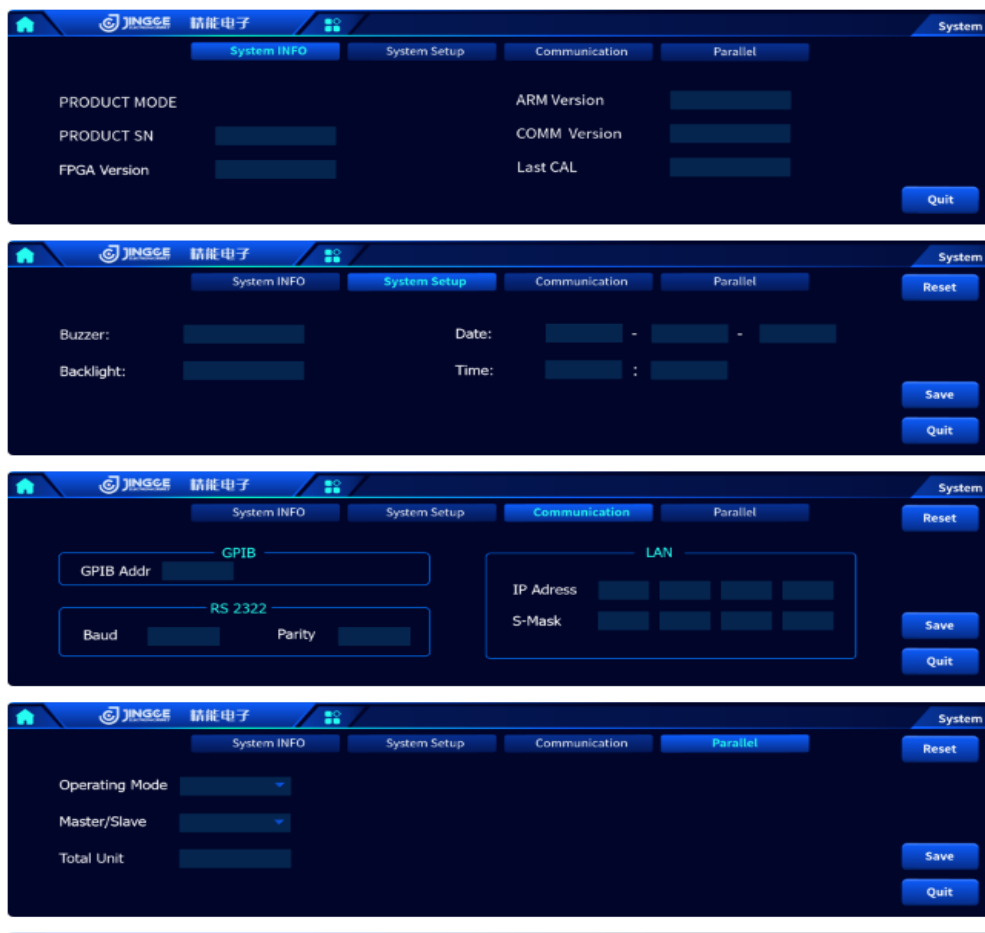 JINGGE 精能电子 System
System INFO System Setup Communication Parallel
PRODUCT MODE ARM Version
PRODUCT SN COMM Version
FPGA Version Last CAL
Quit
JINGGE 精能电子 System
System INFO System Setup Communication Parallel Reset
Buzzer: Date: - -
Backlight: Time: :
Save
Quit
JINGGE 精能电子 System
System INFO System Setup Communication Parallel Reset
GPIB LAN
GPIB Addr
IP Adress
RS 2322
S-Mask
Baud Parity Save
Quit
JINGGE 精能电子 System
System INFO System Setup Communication Parallel Reset
Operating Mode
Master/Slave
Total Unit Save
Quit